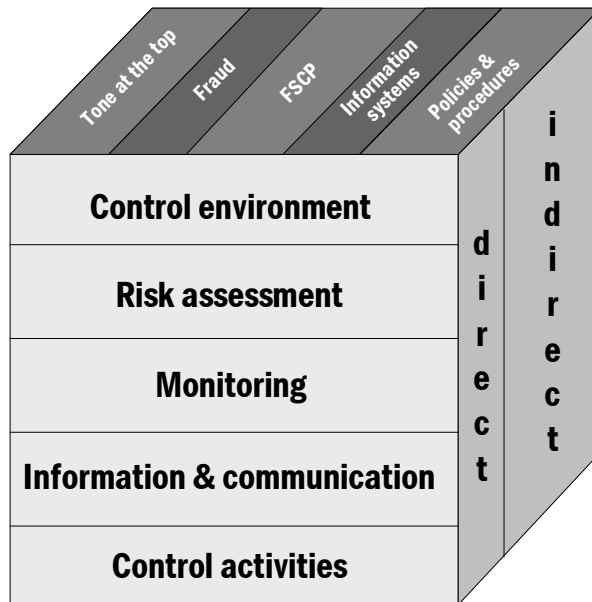 Tone at the top
Fraud
FSCP
Information
systems
Policies &
procedures
Control environment
Risk assessment
Monitoring
Information & communication
Control activities
direct
indirect